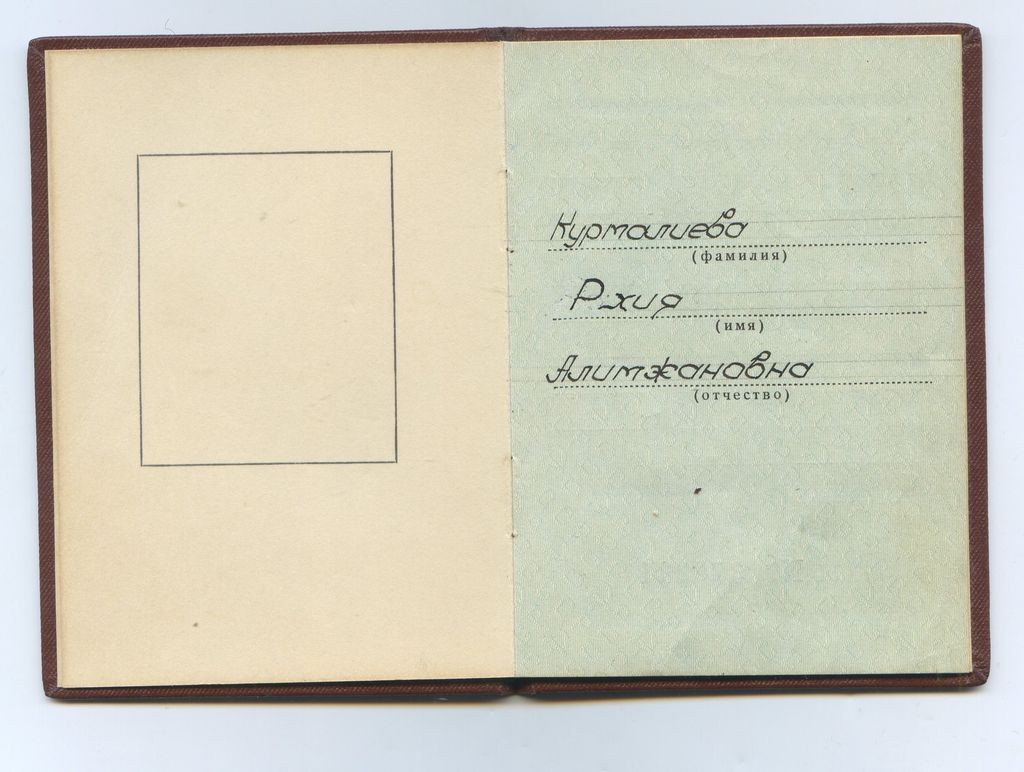 Курмалиева
(фамилия)
Рхия
(имя)
Алимжановна
(отчество)